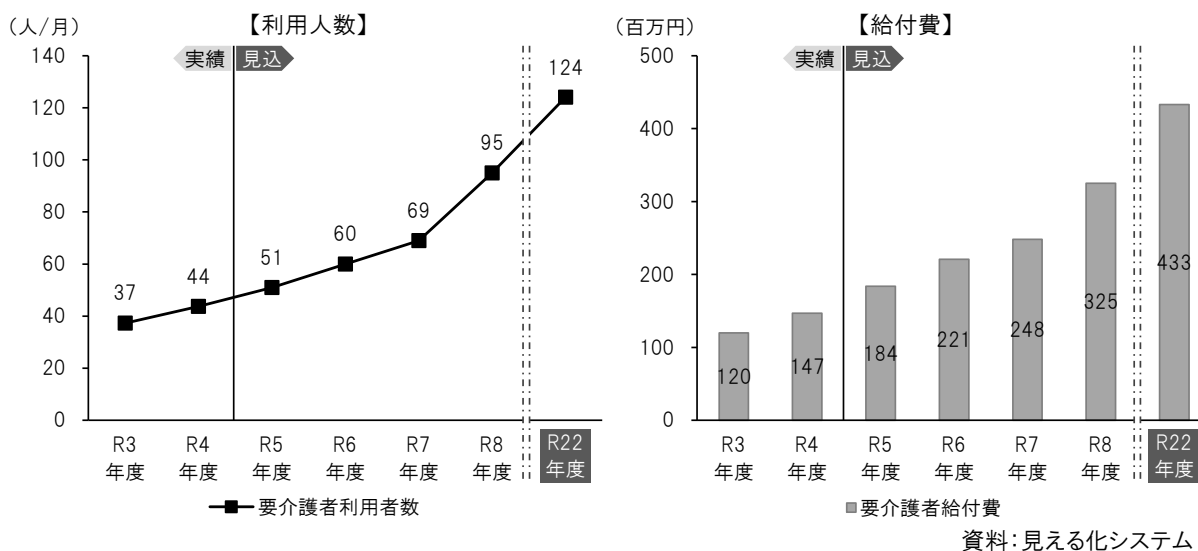 (人/月)
【利用人数】
実績 見込
140
120
100
80
60
40
20
0
37
44
51
60
69
95
124
R3 R4 R5 R6 R7 R8 R22
年度 年度 年度 年度 年度 年度 年度
要介護者利用者数
(百万円)
【給付費】
実績 見込
500
400
300
200
100
0
120
147
184
221
248
325
433
R3 R4 R5 R6 R7 R8 R22
年度 年度 年度 年度 年度 年度 年度
要介護者給付費
資料:見える化システム